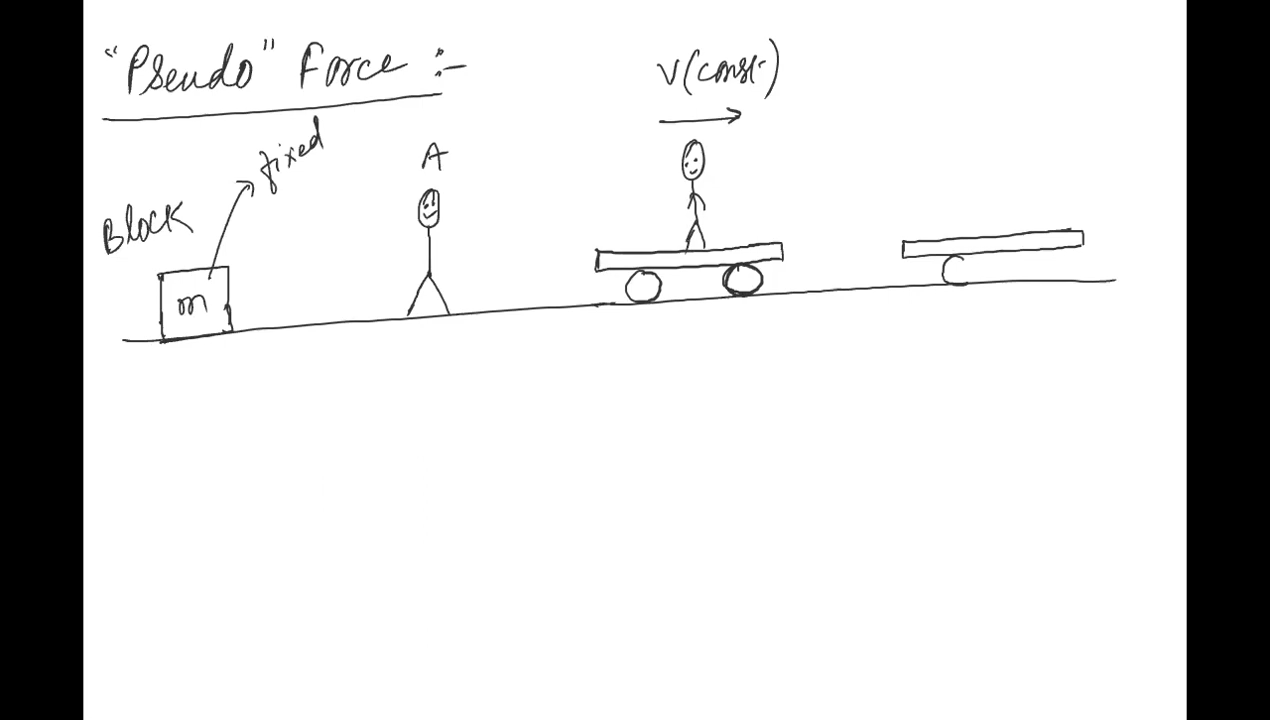 "Pseudo" Force :-
V(const)
fixed
A
Block
m